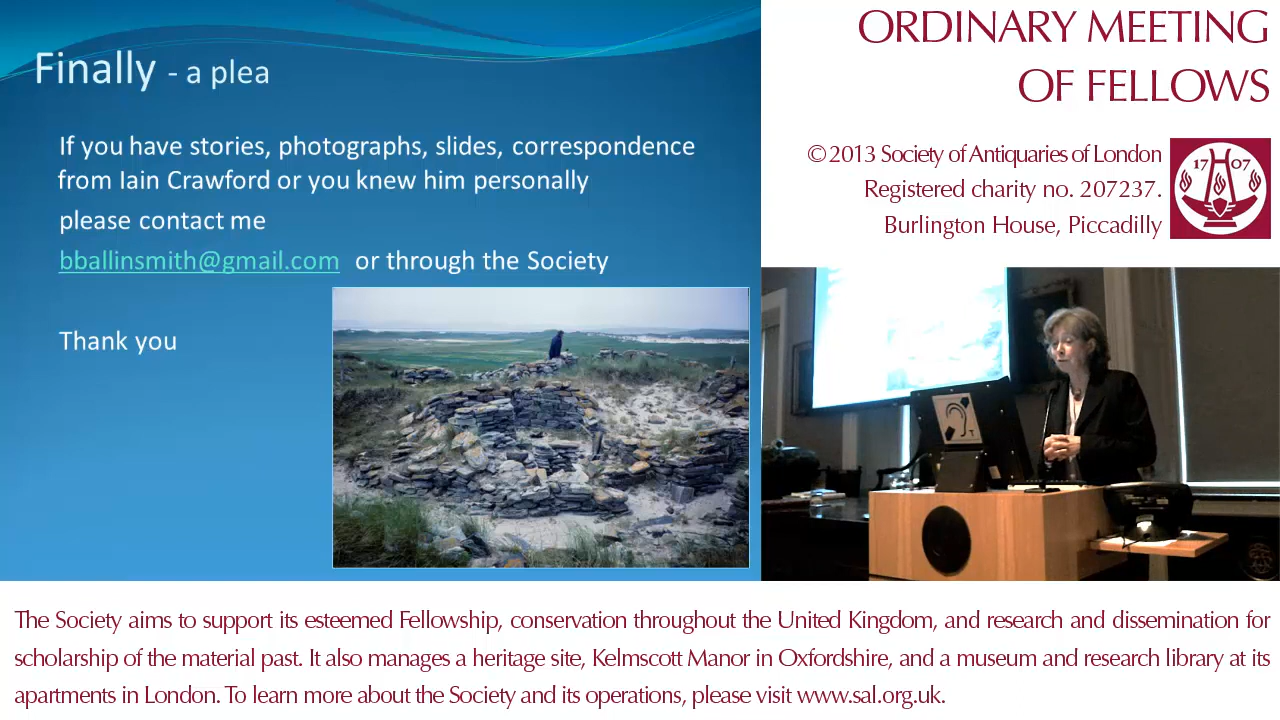 Finally - a plea
If you have stories, photographs, slides, correspondence
from Iain Crawford or you knew him personally
please contact me
bballinsmith@gmail.com or through the Society
Thank you
ORDINARY MEETING
OF FELLOWS
© 2013 Society of Antiquaries of London
Registered charity no. 207237.
Burlington House, Piccadilly
17 07
T
The Society aims to support its esteemed Fellowship, conservation throughout the United Kingdom, and research and dissemination for
scholarship of the material past. It also manages a heritage site, Kelmscott Manor in Oxfordshire, and a museum and research library at its
apartments in London. To learn more about the Society and its operations, please visit www.sal.org.uk.